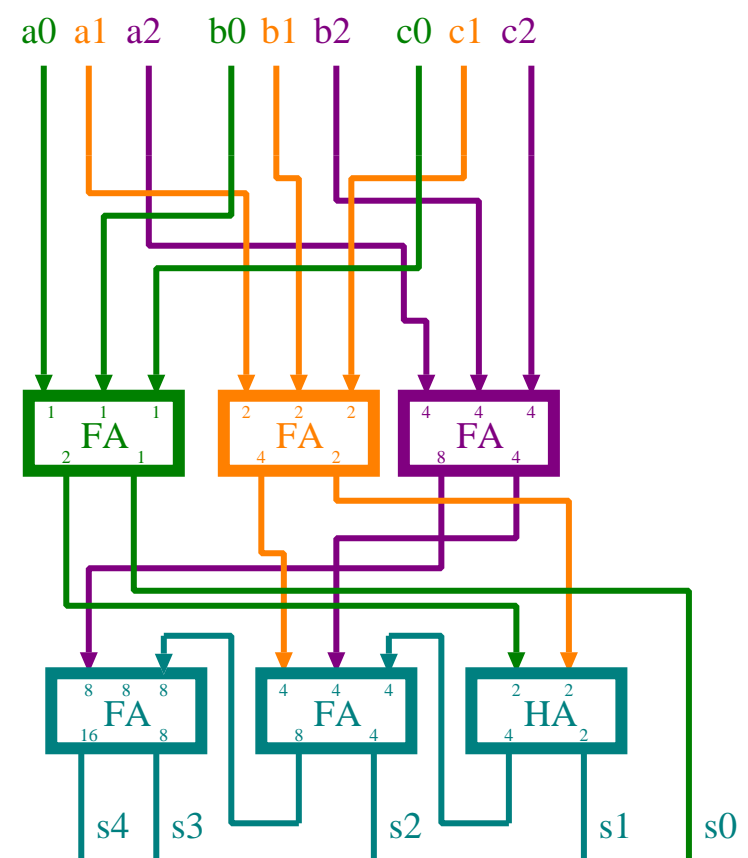 a0 a1 a2 b0 b1 b2 c0 c1 c2
1 1 1 2 2 2 4 4 4
FA FA FA
2 1 4 2 8 4
8 8 8 4 4 4 2 2
FA FA HA
16 8 8 4 4 2
s4 s3 s2 s1 s0